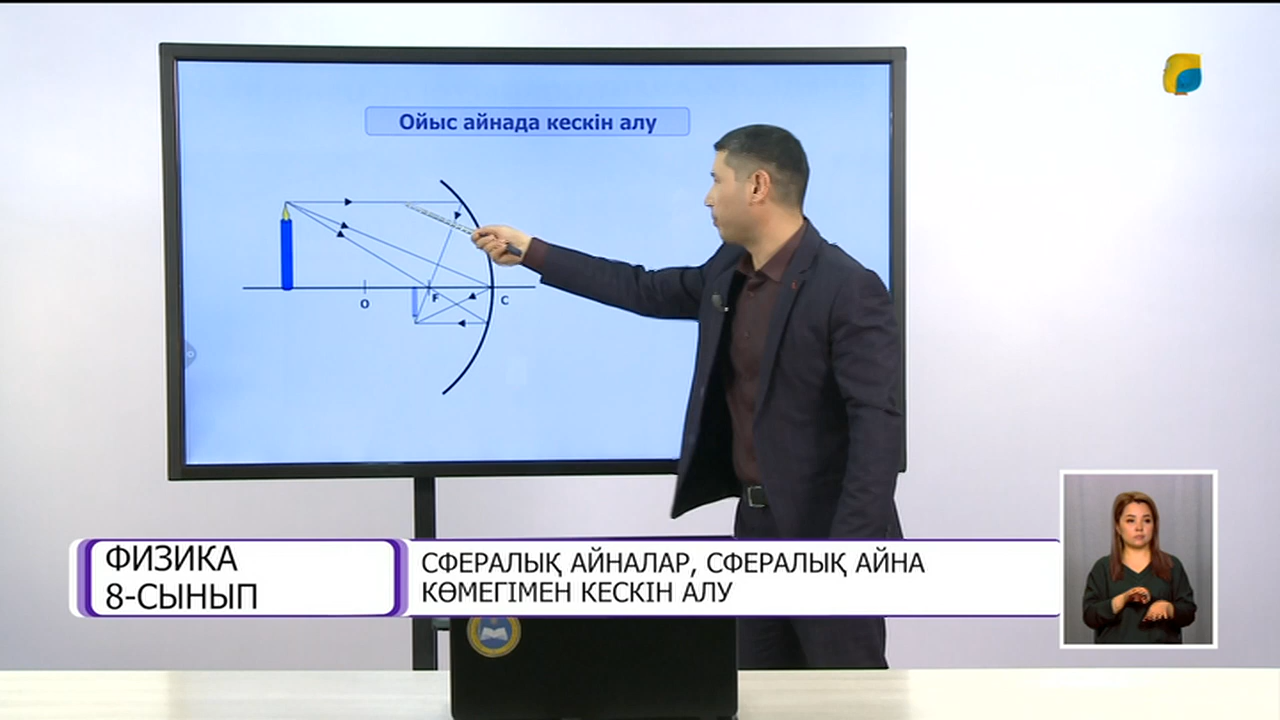 Ойыс айнада кескін алу
O
F
C
ФИЗИКА
8-СЫНЫП
СФЕРАЛЫҚ АЙНАЛАР, СФЕРАЛЫҚ АЙНА
КӨМЕГІМЕН КЕСКІН АЛУ